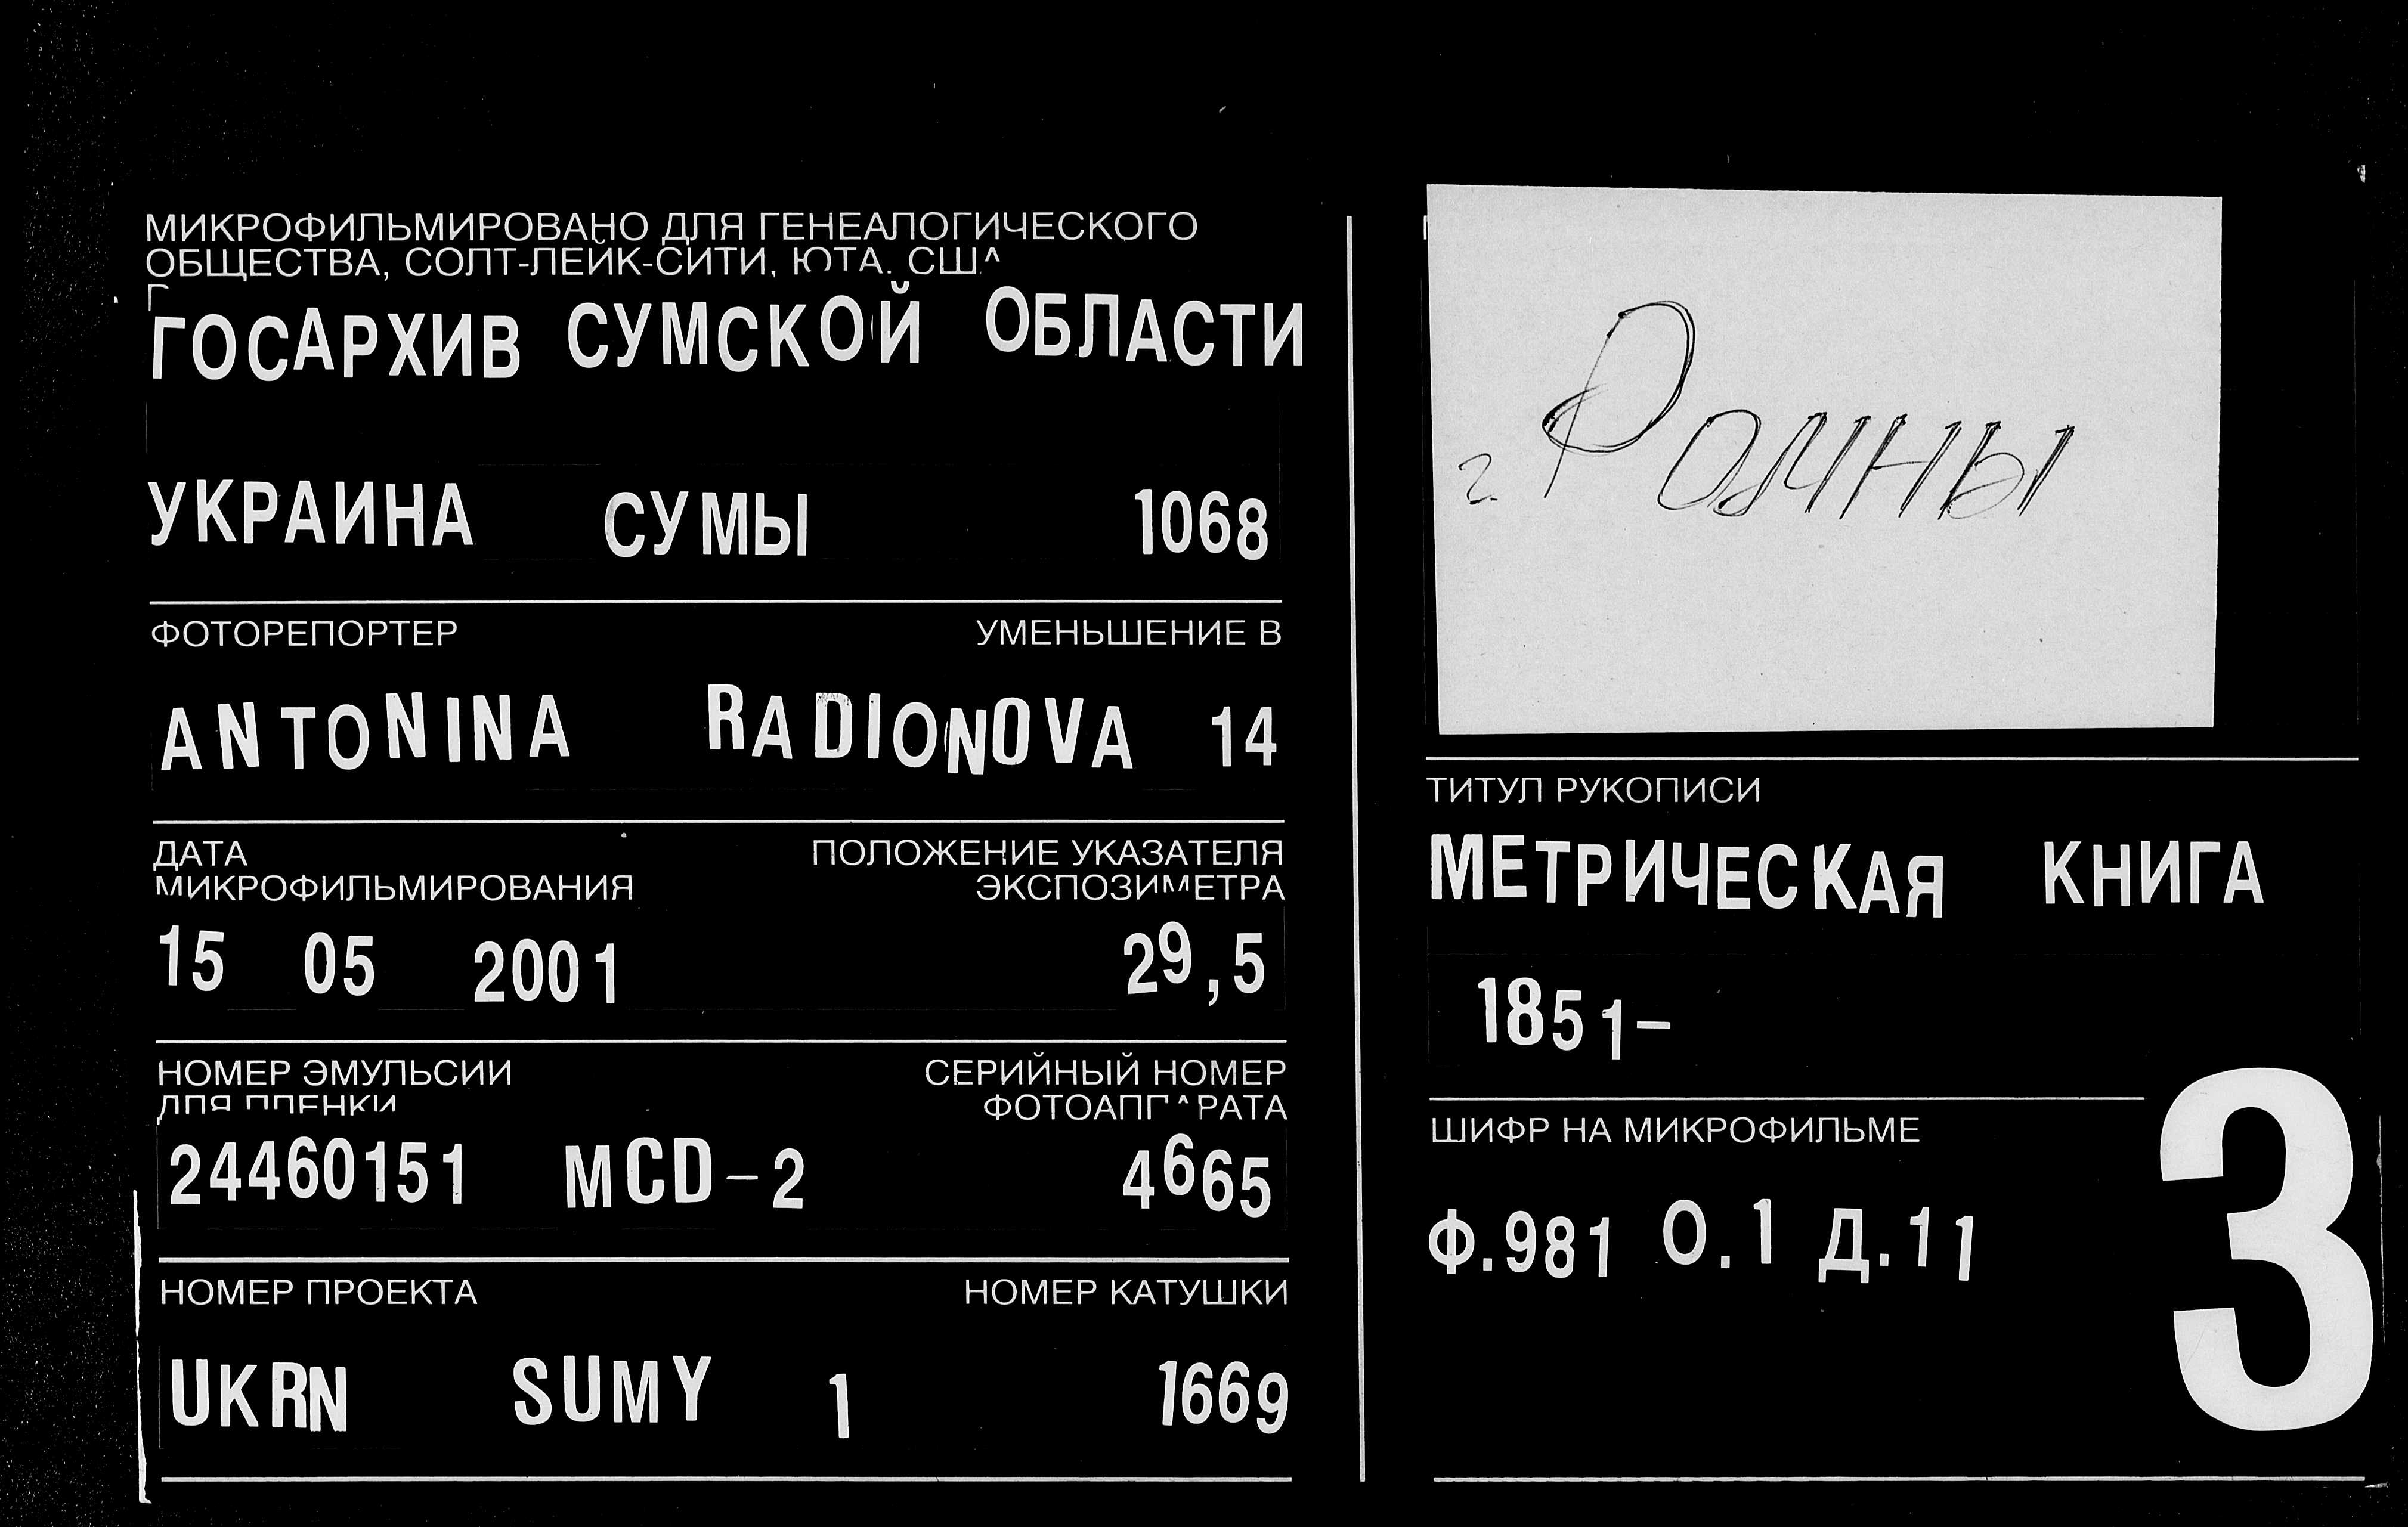 МИКРОФИЛЬМИРОВАНО ДЛЯ ГЕНЕАЛОГИЧЕСКОГО
ОБЩЕСТВА, СОЛТ-ЛЕЙК-СИТИ, ЮТА, США
ГОСАРХИВ СУМСКОЙ ОБЛАСТИ
УКРАИНА СУМЫ 1068
ФОТОРЕПОРТЕР УМЕНЬШЕНИЕ В
ANTONINA RADIONOVA 14
ДАТА
МИКРОФИЛЬМИРОВАНИЯ
ПОЛОЖЕНИЕ УКАЗАТЕЛЯ
ЭКСПОЗИМЕТРА
15 05 2001 29,5
НОМЕР ЭМУЛЬСИИ
ДЛЯ ПЛЕНКИ
СЕРИЙНЫЙ НОМЕР
ФОТОАППАРАТА
24460151 MCD-2 4665
НОМЕР ПРОЕКТА НОМЕР КАТУШКИ
UKRN SUMY 1 1669
г. Ромны
ТИТУЛ РУКОПИСИ
МЕТРИЧЕСКАЯ КНИГА
1851-
ШИФР НА МИКРОФИЛЬМЕ
Ф.981 О.1 Д.11
3